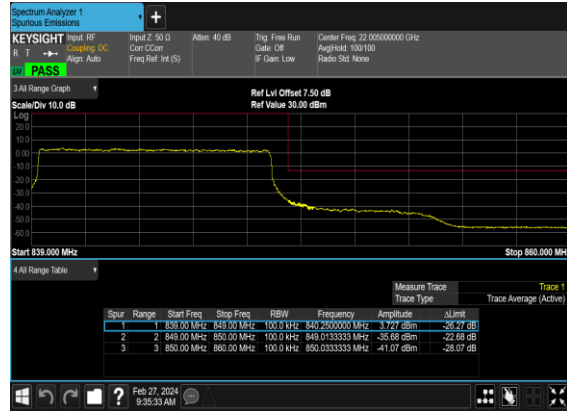 Spectrum Analyzer 1
Spurious Emissions
+
KEYSIGHT Input: RF Input Z: 50 Ω Atten: 40 dB Trig: Free Run Center Freq: 22.005000000 GHz
R T Coupling: DC Corr CCorr Gate: Off Avg|Hold: 100/100
Align: Auto Freq Ref: Int (S) IF Gain: Low Radio Std: None
PASS
3 All Range Graph
Ref Lvl Offset 7.50 dB
Scale/Div 10.0 dB Ref Value 30.00 dBm
Log
20.0
10.0
0.00
-10.0
-20.0
-30.0
-40.0
-50.0
-60.0
Start 839.000 MHz Stop 860.000 MH
4 All Range Table
Measure Trace Trace 1
Trace Type Trace Average (Active)
Spur Range Start Freq Stop Freq RBW Frequency Amplitude ΔLimit
1 1 839.00 MHz 849.00 MHz 100.0 kHz 840.2500000 MHz 3.727 dBm -26.27 dB
2 2 849.00 MHz 850.00 MHz 100.0 kHz 849.0133333 MHz -35.68 dBm -22.68 dB
3 3 850.00 MHz 860.00 MHz 100.0 kHz 850.0333333 MHz -41.07 dBm -28.07 dB
? Feb 27, 2024
9:35:33 AM